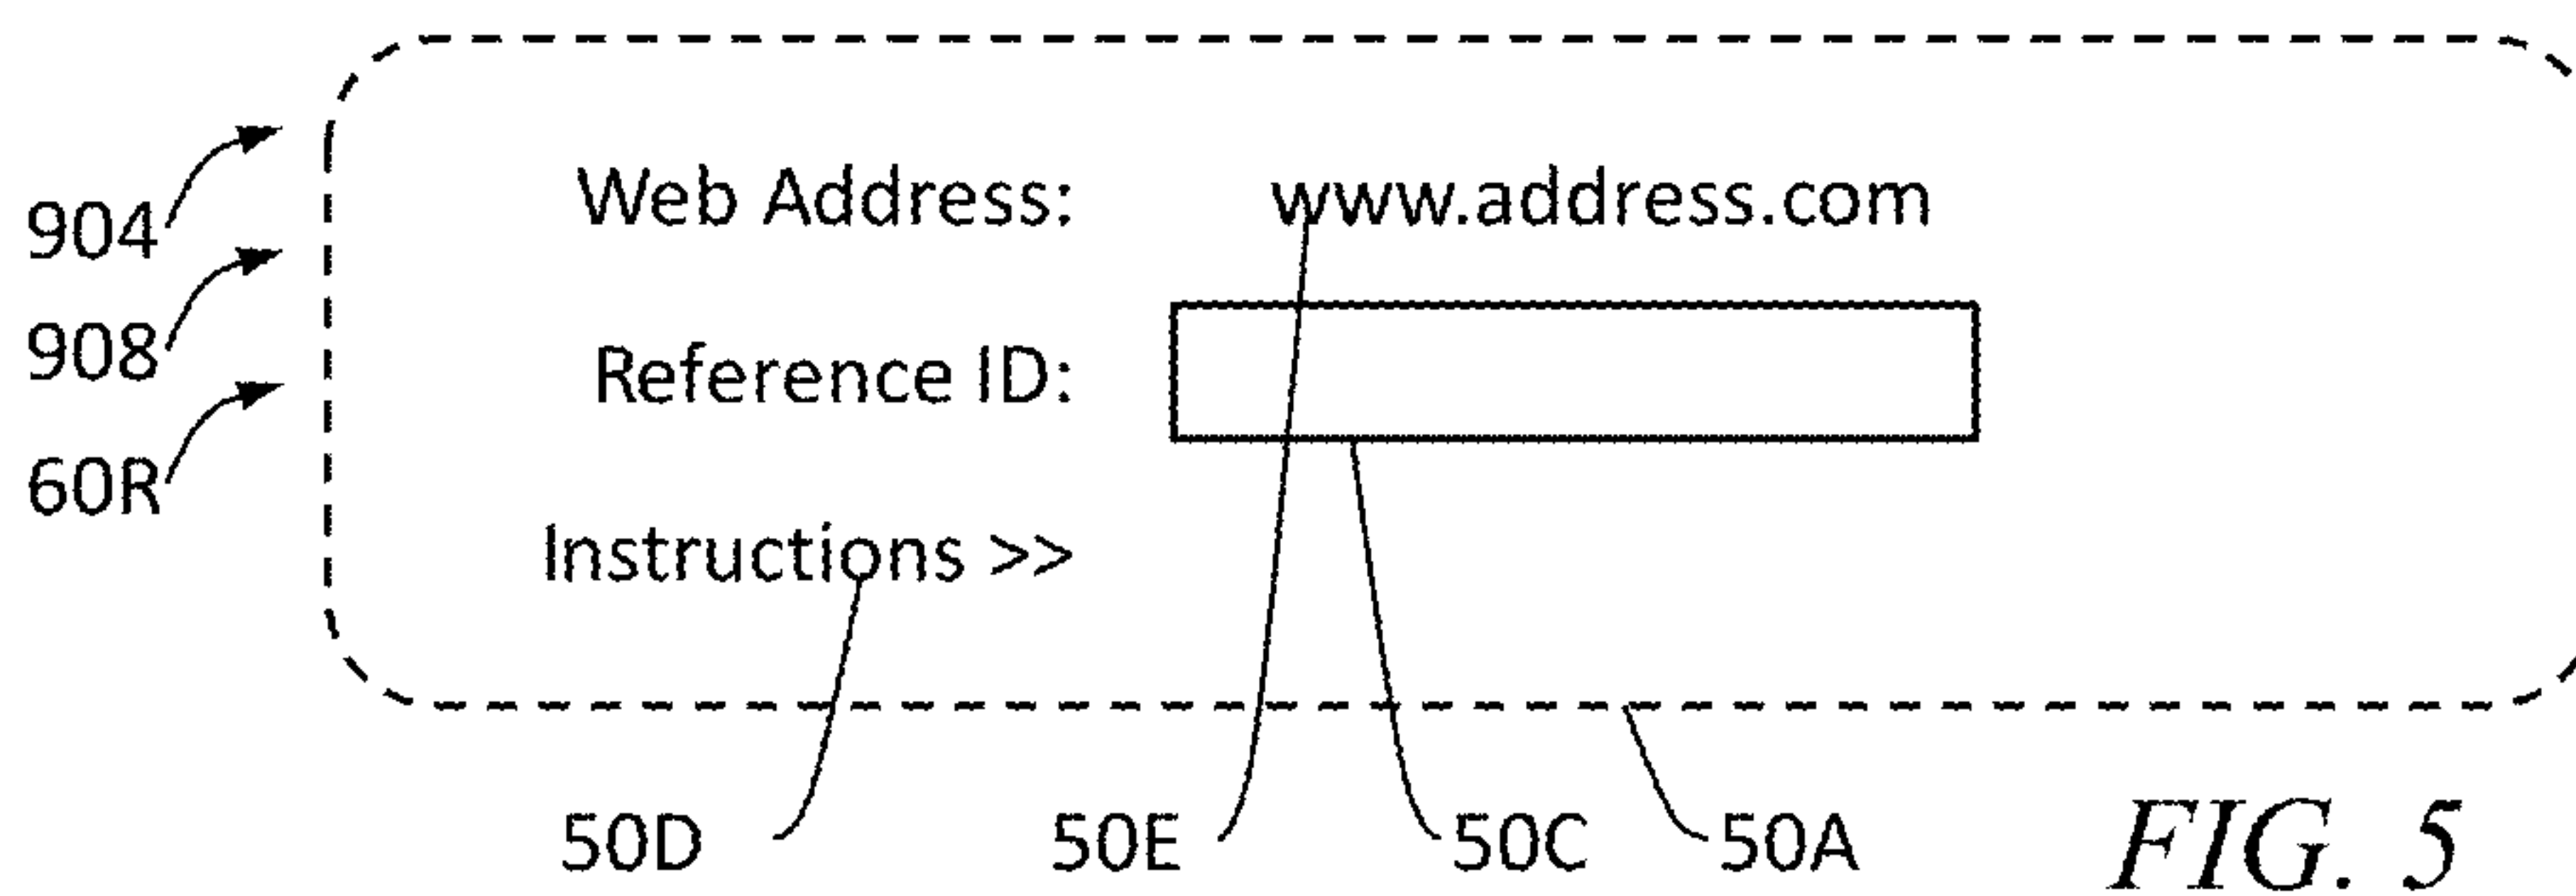 904
Web Address: www.address.com
908
Reference ID:
60R
Instructions >>
50D 50E 50C 50A
FIG. 5